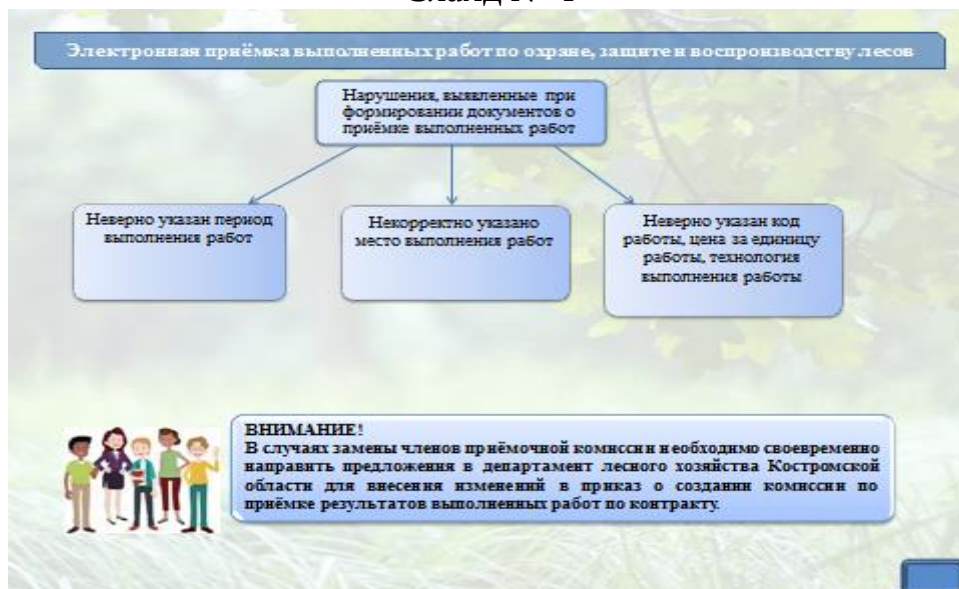 Электронная приёмка выполненных работ по охране, защите и воспроизводству лесов
Нарушения, выявленные при
формировании документов о
приёмке выполненных работ
Неверно указан период
выполнения работ
Некорректно указано
место выполнения работ
Неверно указан код
работы, цена за единицу
работы, технология
выполнения работы
ВНИМАНИЕ!
В случаях замены членов приёмочной комиссии необходимо своевременно
направить предложения в департамент лесного хозяйства Костромской
области для внесения изменений в приказ о создании комиссии по
приёмке результатов выполненных работ по контракту.